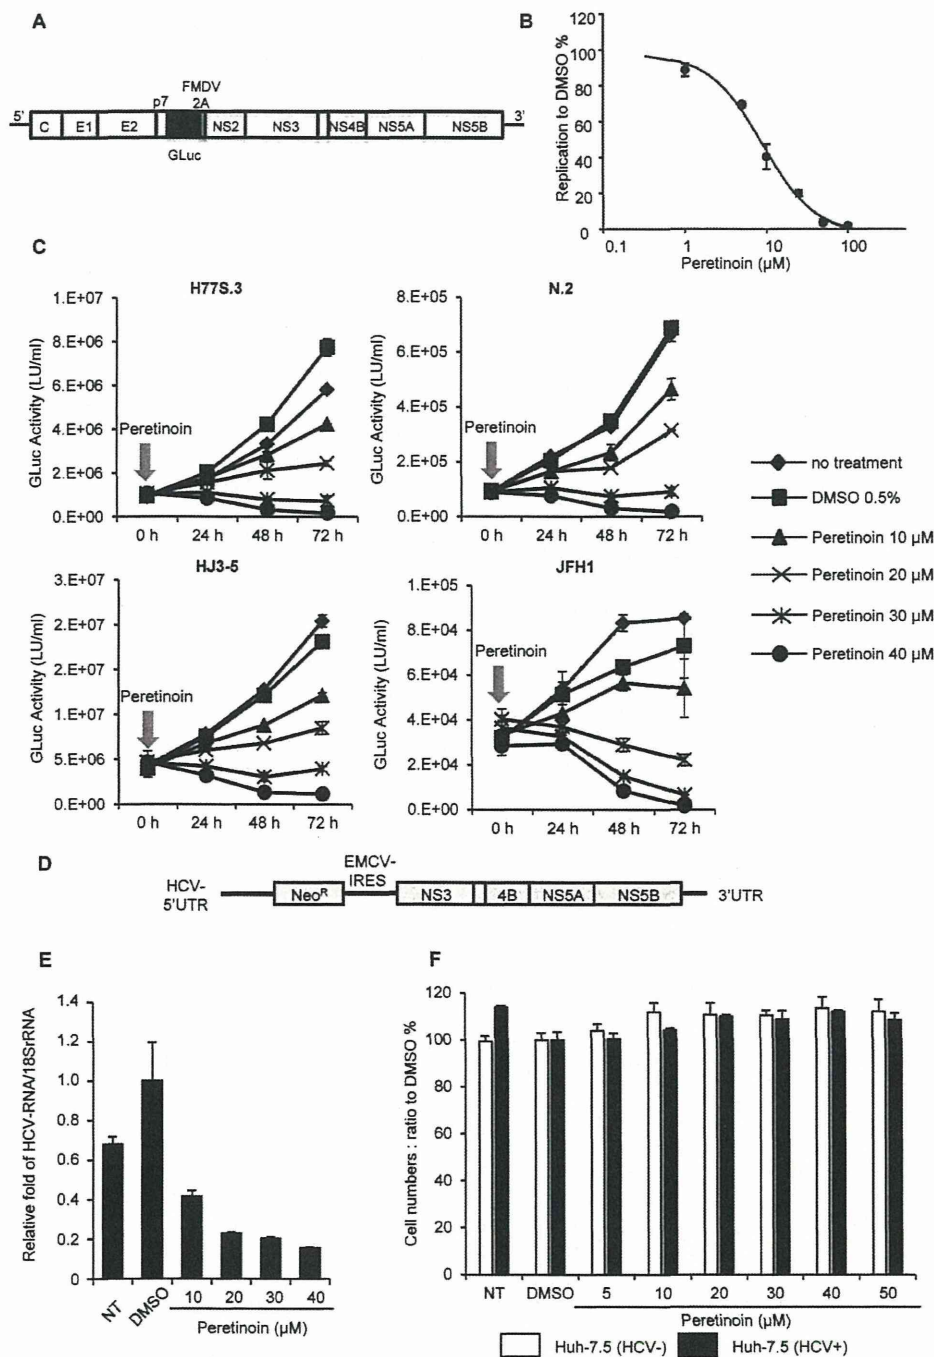 A
FMDV
p7 2A
5' 3'
C E1 E2 NS2 NS3 NS4B NS5A NS5B
GLuc
B
Replication to DMSO %
120
100
80
60
40
20
0
0.1 1 10 100
Peretinoin (µM)
C
H77S.3
GLuc Activity (LU/ml)
1.E+07
8.E+06
6.E+06
4.E+06
2.E+06
0.E+00
Peretinoin
0 h 24 h 48 h 72 h
N.2
GLuc Activity (LU/ml)
8.E+05
6.E+05
4.E+05
2.E+05
0.E+00
Peretinoin
0 h 24 h 48 h 72 h
HJ3-5
GLuc Activity (LU/ml)
3.E+07
2.E+07
2.E+07
1.E+07
5.E+06
0.E+00
Peretinoin
0 h 24 h 48 h 72 h
JFH1
GLuc Activity (LU/ml)
1.E+05
8.E+04
6.E+04
4.E+04
2.E+04
0.E+00
Peretinoin
0 h 24 h 48 h 72 h
no treatment
DMSO 0.5%
Peretinoin 10 µM
Peretinoin 20 µM
Peretinoin 30 µM
Peretinoin 40 µM
D
EMCV-
IRES
HCV-
5'UTR
Neo^R NS3 4B NS5A NS5B
3'UTR
E
Relative fold of HCV-RNA/18SrRNA
1.4
1.2
1.0
0.8
0.6
0.4
0.2
0
NT DMSO 10 20 30 40
Peretinoin (µM)
F
Cell numbers : ratio to DMSO %
120
100
80
60
40
20
0
NT DMSO 5 10 20 30 40 50
Peretinoin (µM)
Huh-7.5 (HCV-) Huh-7.5 (HCV+)